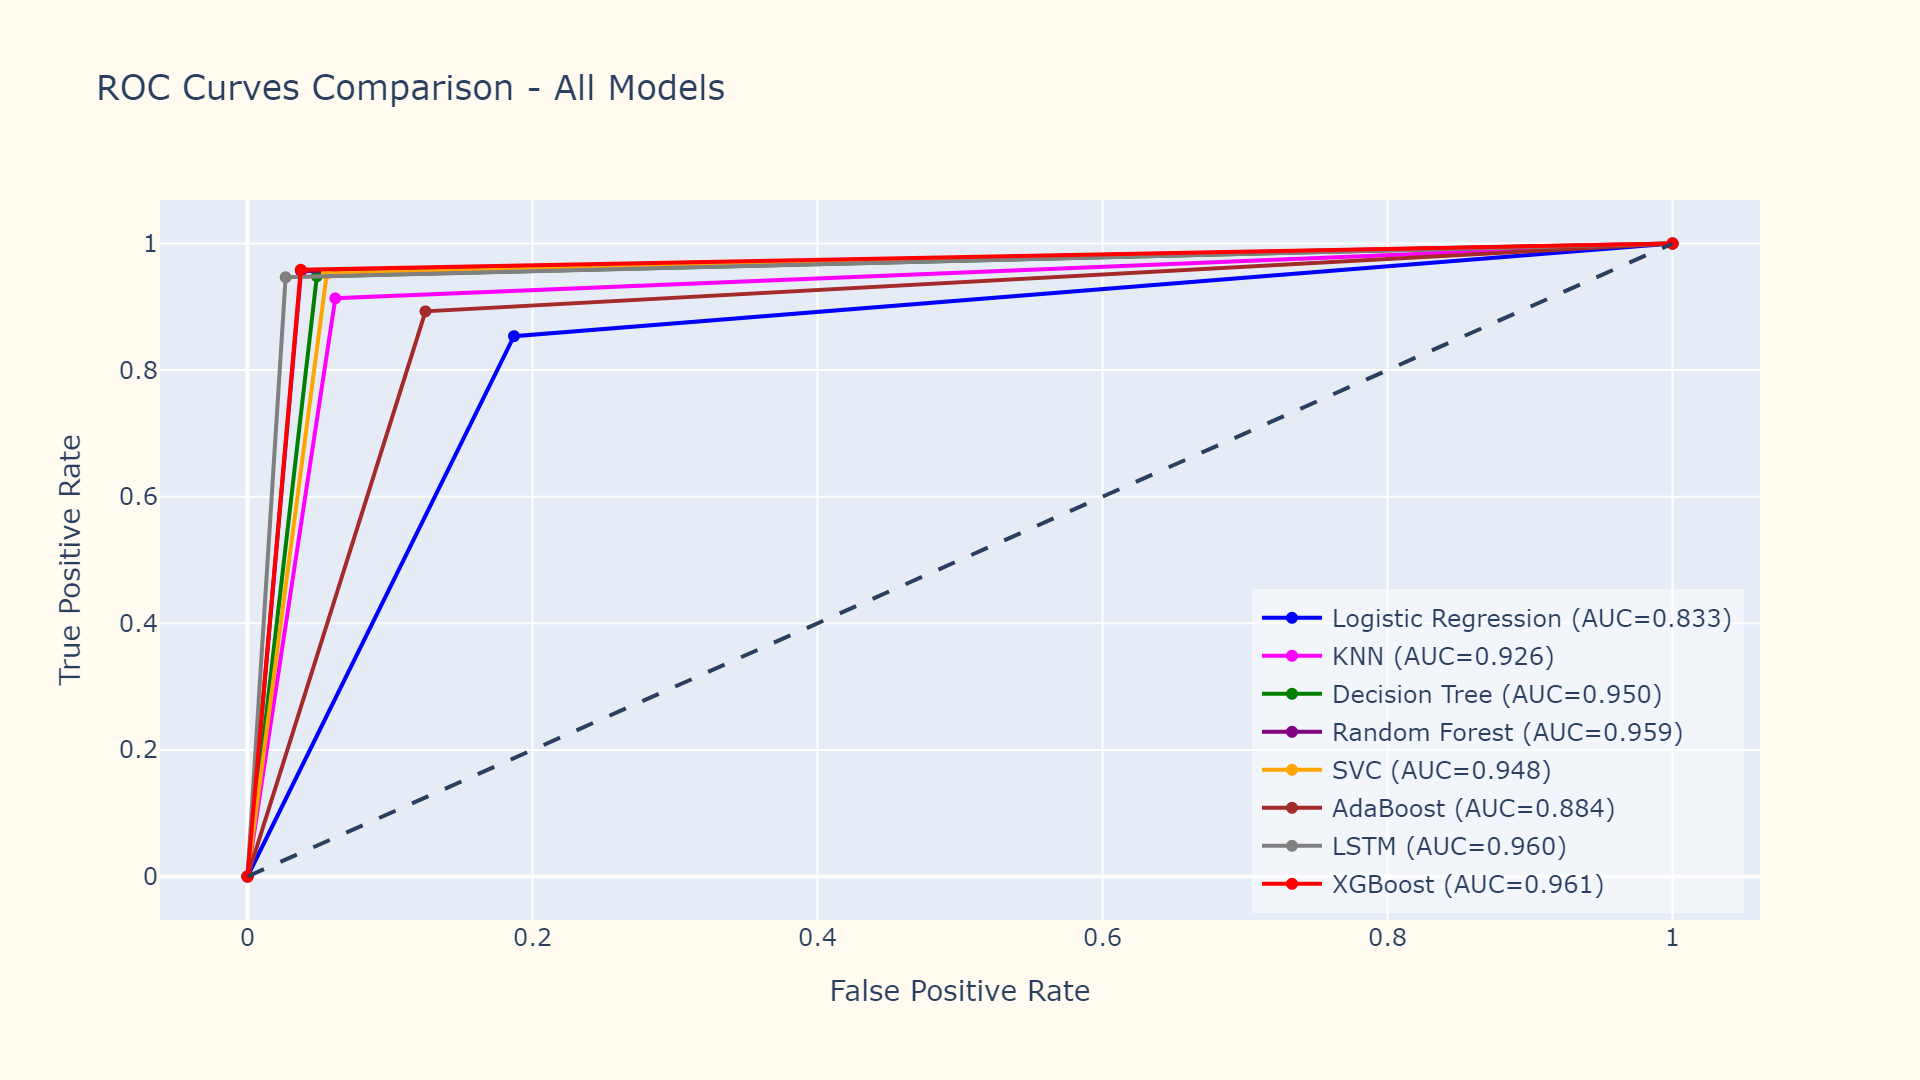 ROC Curves Comparison - All Models
1
0.8
0.6
0.4
0.2
0
True Positive Rate
Logistic Regression (AUC=0.833)
KNN (AUC=0.926)
Decision Tree (AUC=0.950)
Random Forest (AUC=0.959)
SVC (AUC=0.948)
AdaBoost (AUC=0.884)
LSTM (AUC=0.960)
XGBoost (AUC=0.961)
0 0.2 0.4 0.6 0.8 1
False Positive Rate